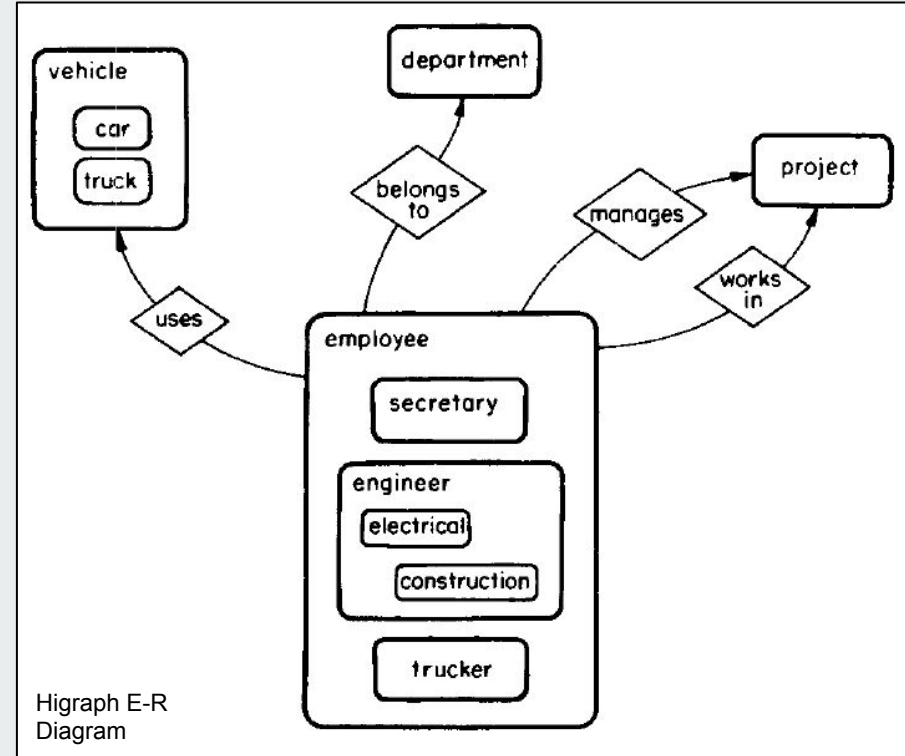 vehicle
car
truck
department
belongs
to
manages
project
works
in
uses
employee
secretary
engineer
electrical
construction
trucker
Higraph E-R
Diagram